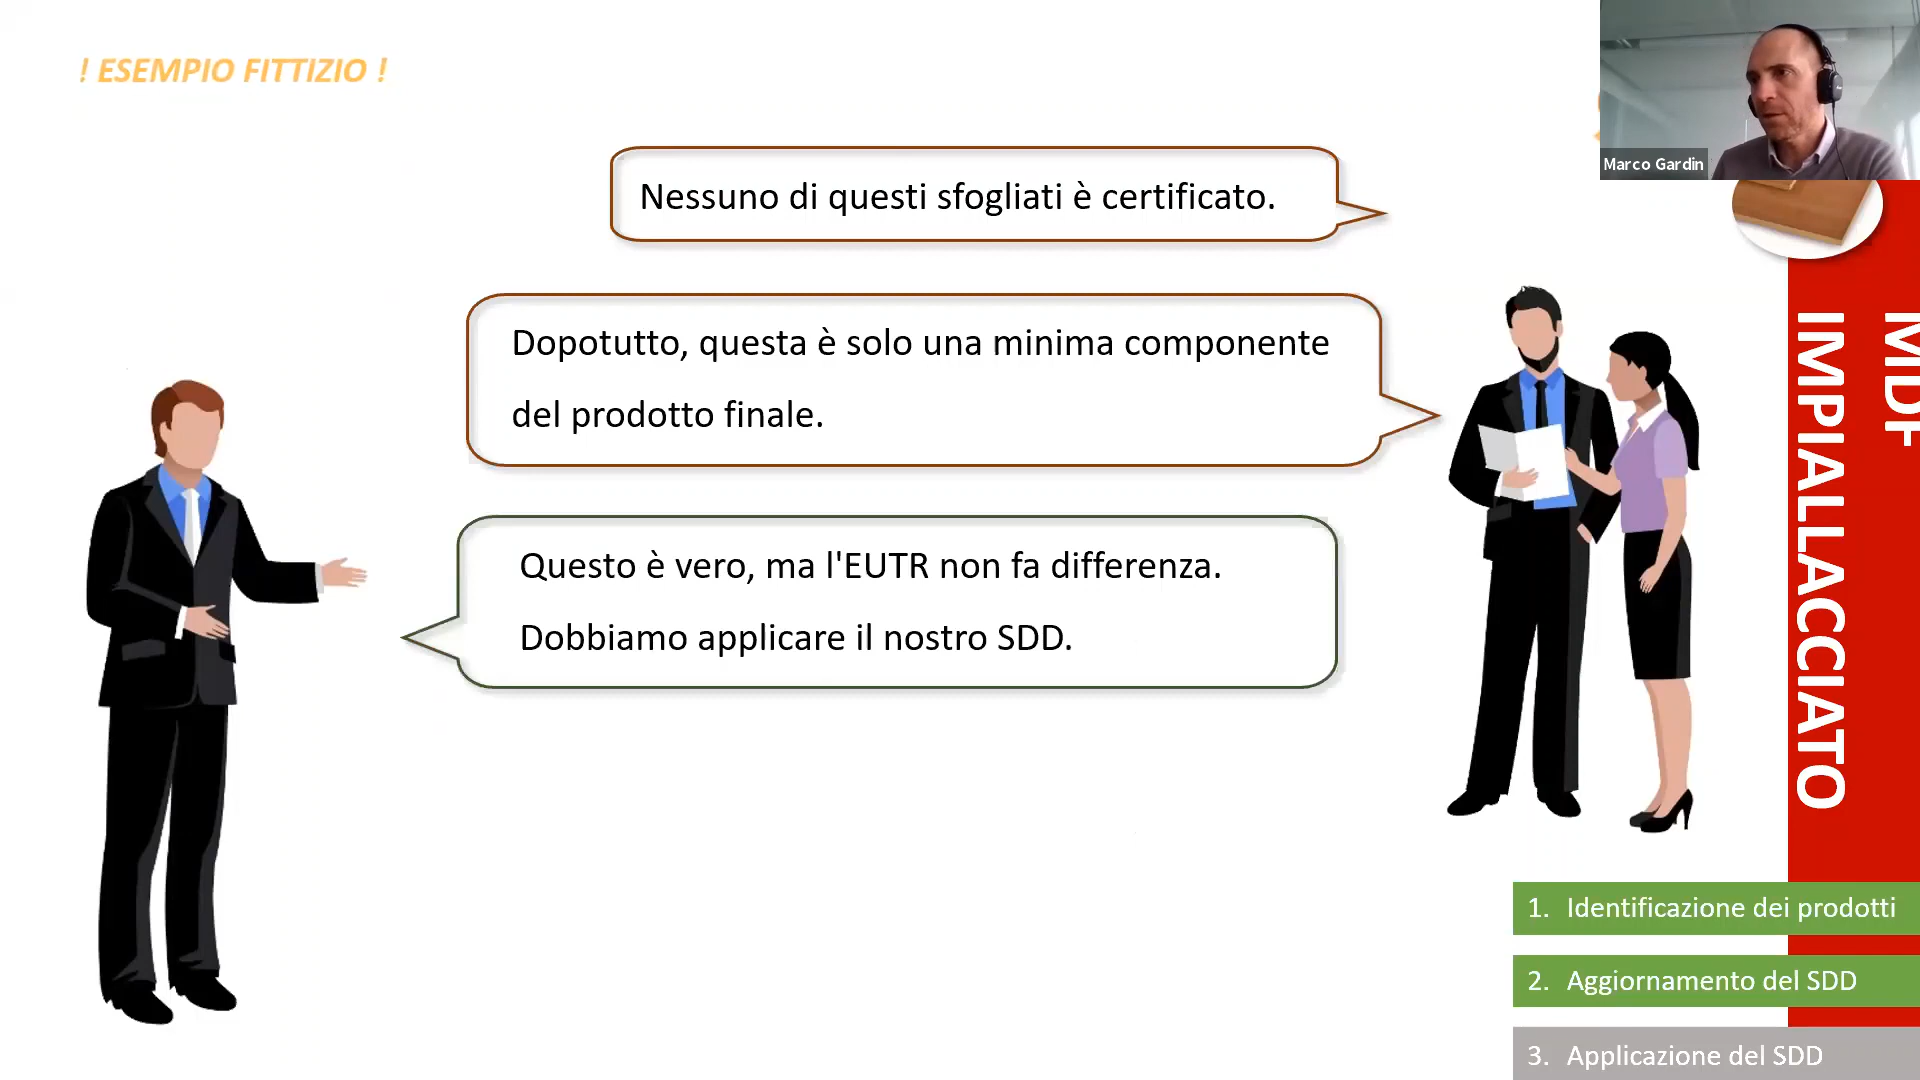 ! ESEMPIO FITTIZIO !
Marco Gardin
Nessuno di questi sfogliati è certificato.
Dopotutto, questa è solo una minima componente
del prodotto finale.
Questo è vero, ma l'EUTR non fa differenza.
Dobbiamo applicare il nostro SDD.
MDF
IMPIALLACCIATO
1. Identificazione dei prodotti
2. Aggiornamento del SDD
3. Applicazione del SDD